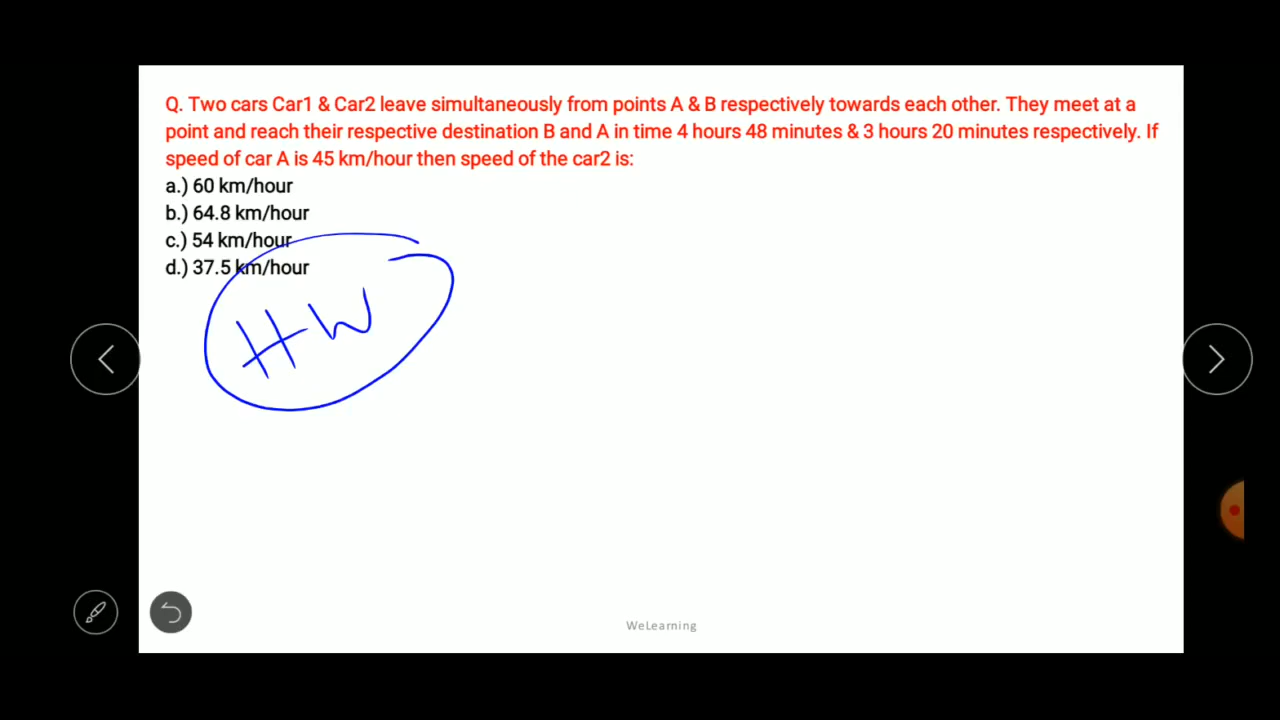 Q. Two cars Car1 & Car2 leave simultaneously from points A & B respectively towards each other. They meet at a
point and reach their respective destination B and A in time 4 hours 48 minutes & 3 hours 20 minutes respectively. If
speed of car A is 45 km/hour then speed of the car2 is:
a.) 60 km/hour
b.) 64.8 km/hour
c.) 54 km/hour
d.) 37.5 km/hour
HW
WeLearning